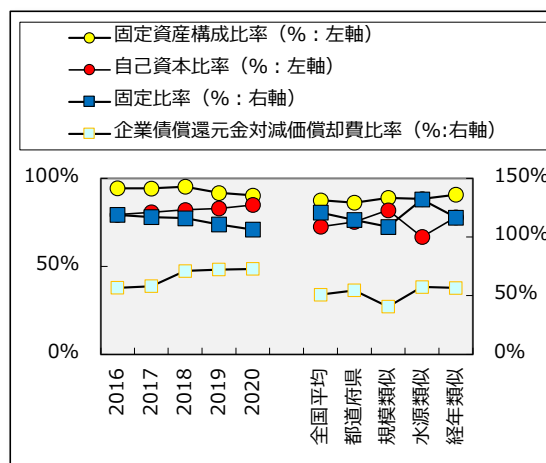 固定資産構成比率（%：左軸）
自己資本比率（%：左軸）
固定比率（%：右軸）
企業債償還元金対減価償却費比率（%:右軸）
100%
50%
0%
150%
100%
50%
0%
2016
2017
2018
2019
2020
全国平均
都道府県
規模類似
水源類似
経年類似